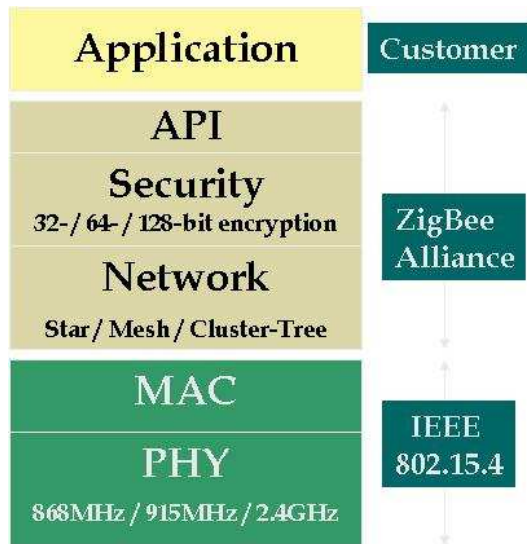 Application
Customer
API
Security
32-/ 64-/ 128-bit encryption
Network
Star / Mesh / Cluster-Tree
ZigBee
Alliance
MAC
PHY
868MHz / 915MHz / 2.4GHz
IEEE
802.15.4